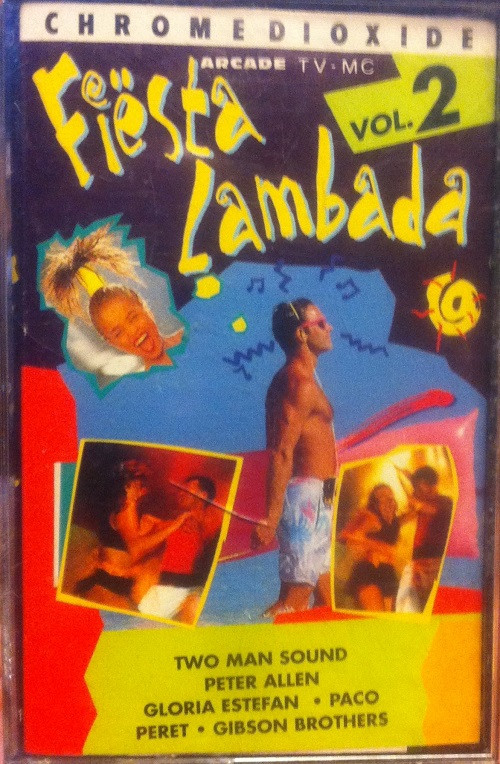 CHROMEDIOXIDE
ARCADE TV-MC
Fiësta
VOL. 2
Lambada
TWO MAN SOUND
PETER ALLEN
GLORIA ESTEFAN • PACO
PERET • GIBSON BROTHERS